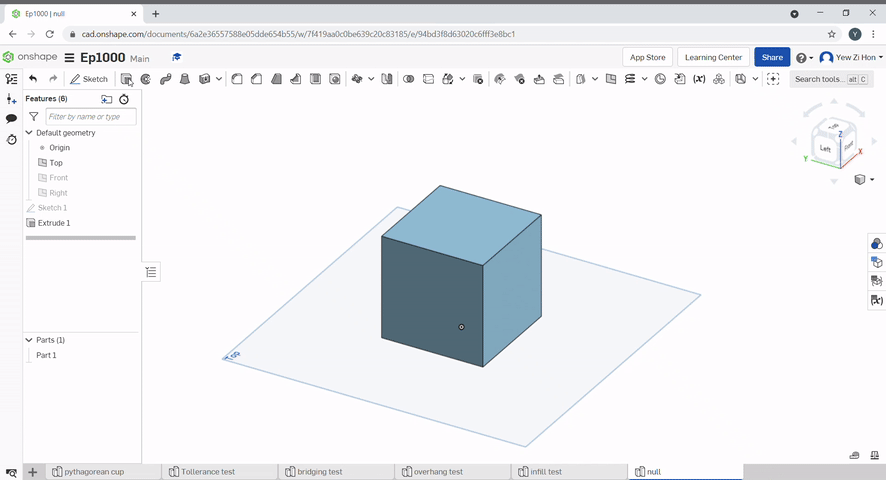 Ep1000 | null
cad.onshape.com/documents/6a2e36557588e05dde654b55/w/7f419aa0c0be639c20c83185/e/94bd3f8d63020c6fff3e8bc1
Y
onshape
Ep1000
Main
App Store
Learning Center
Share
Yew Zi Hon
Sketch
Search tools...
alt
C
Features (6)
Filter by name or type
Default geometry
Origin
Top
Front
Right
Sketch 1
Extrude 1
Parts (1)
Part 1
Top
Z
Left
Right
Y
X
pythagorean cup
Tollerance test
bridging test
overhang test
infill test
null